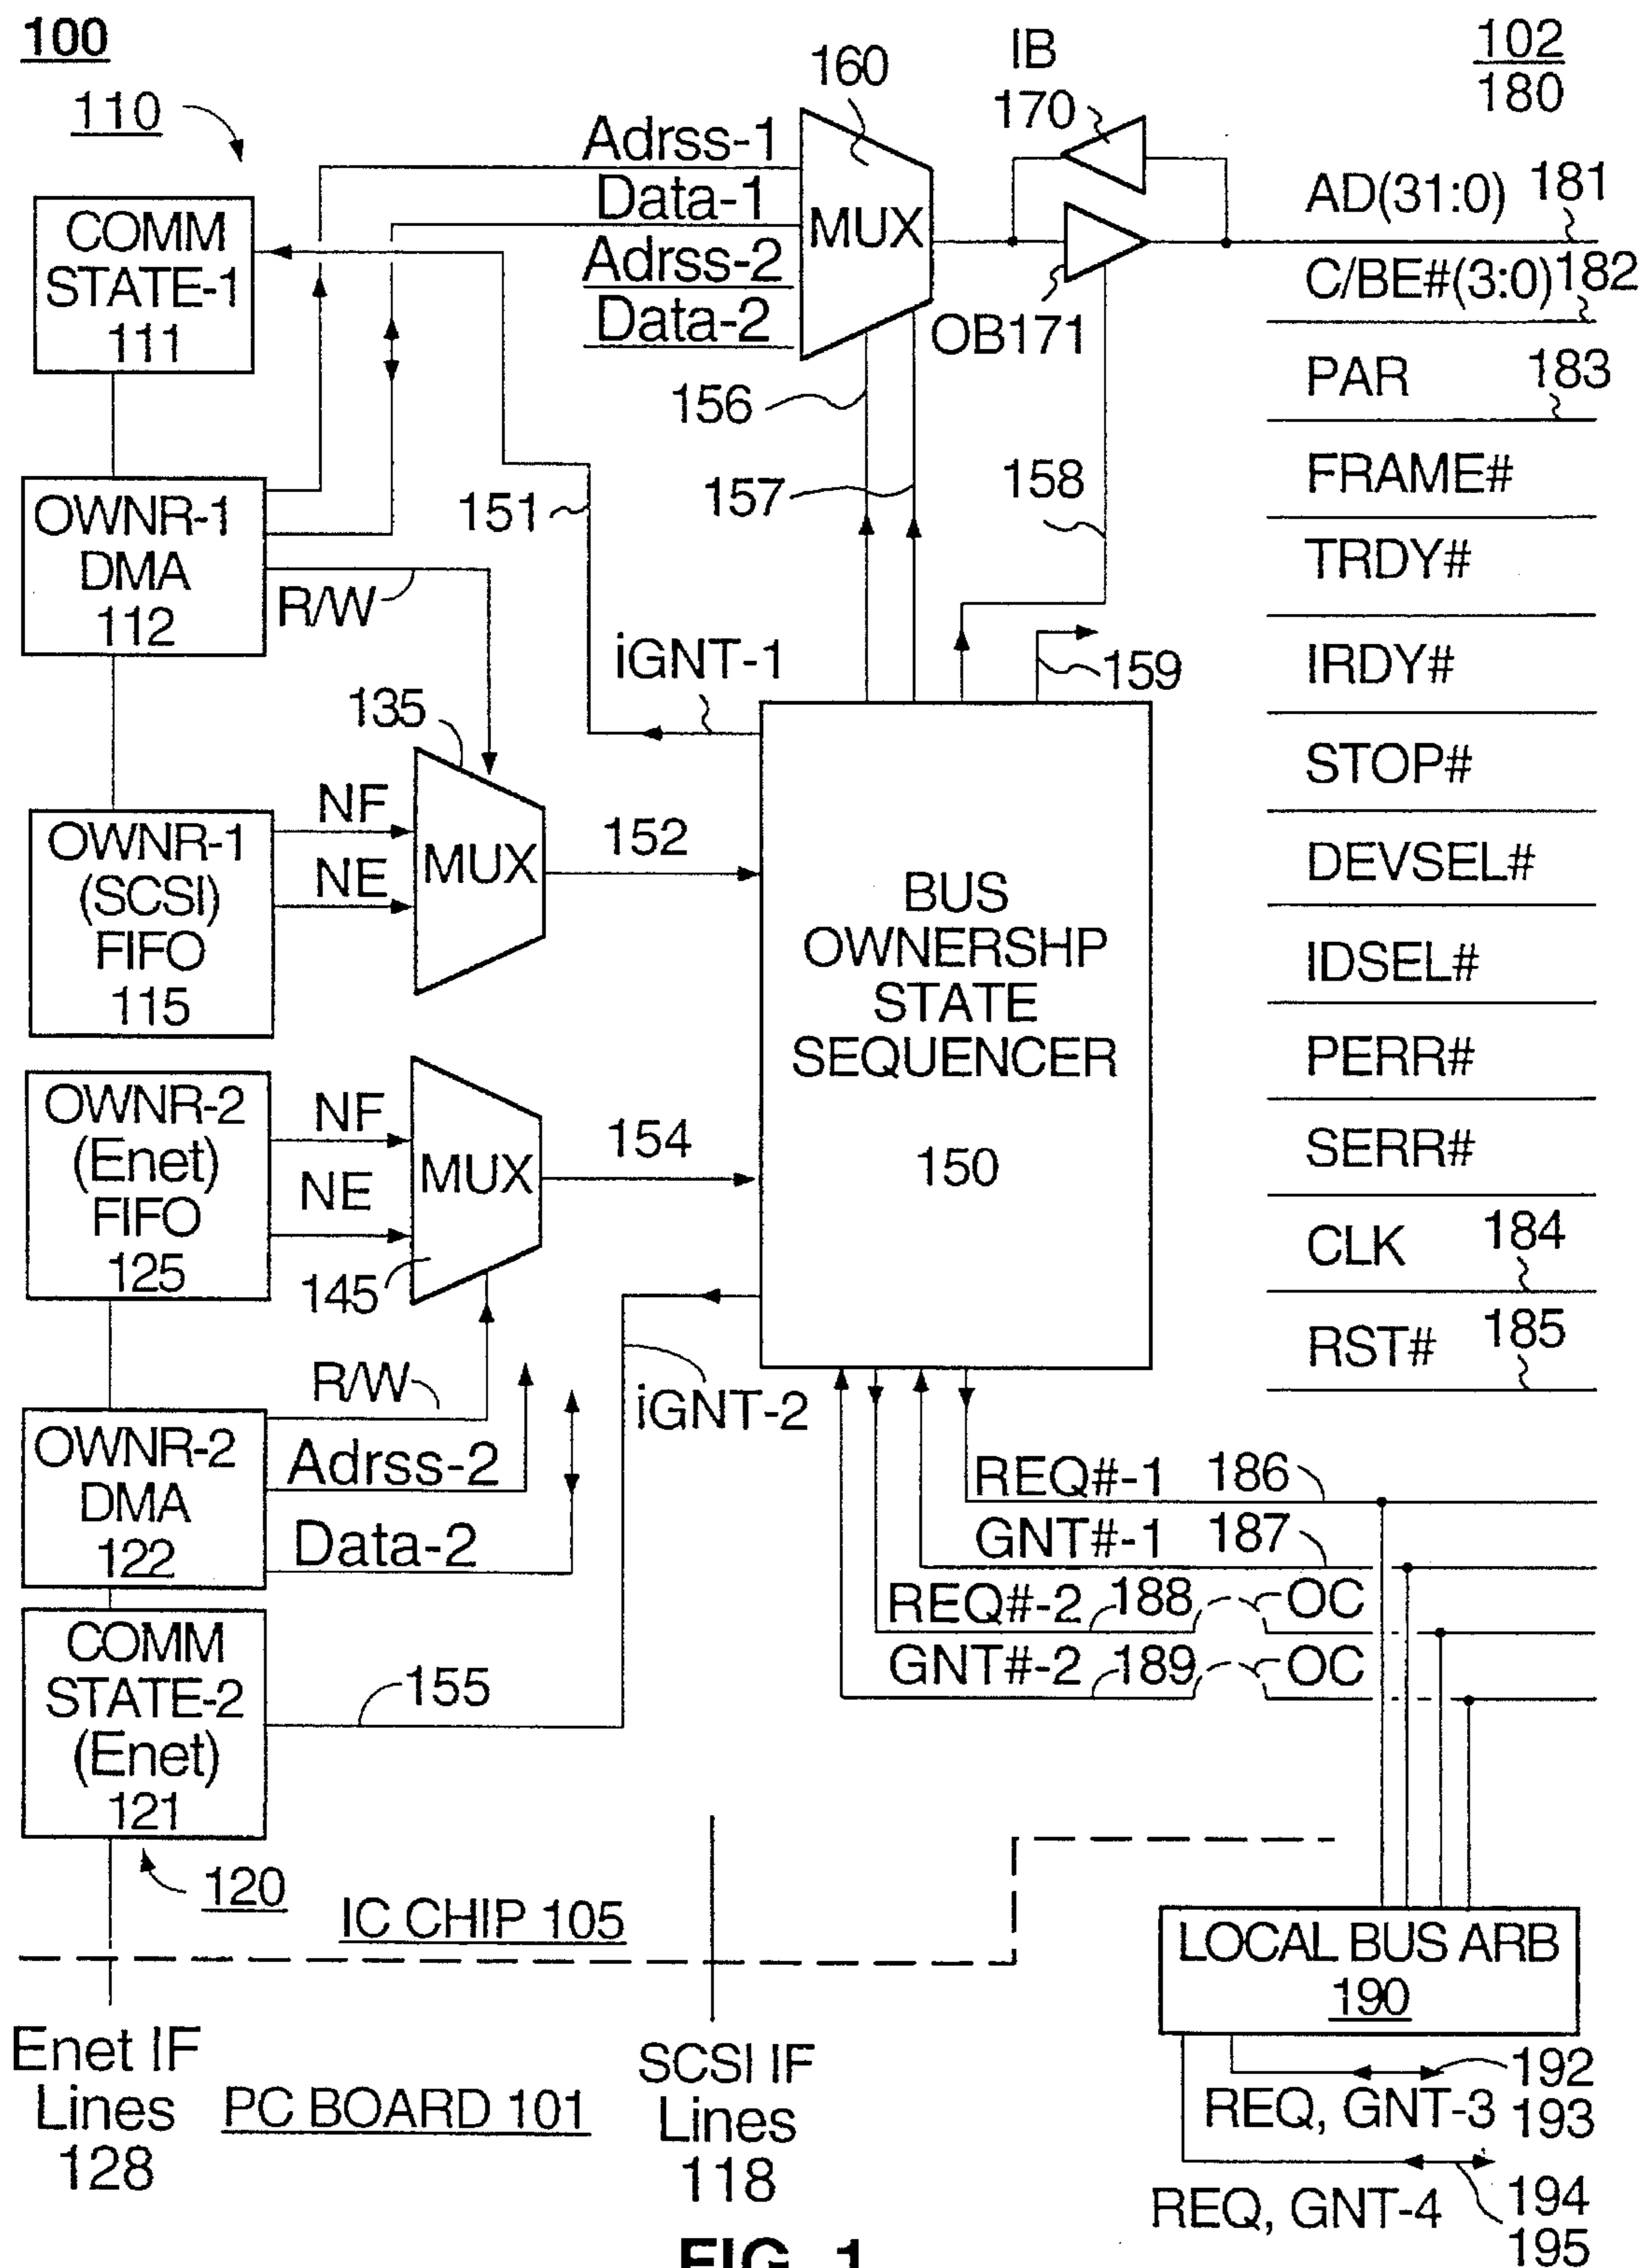 100
102
180
110
160
IB
170
Adrss-1
Data-1
Adrss-2
Data-2
MUX
OB171
AD(31:0) 181
C/BE#(3:0) 182
PAR 183
FRAME#
TRDY#
IRDY#
STOP#
DEVSEL#
IDSEL#
PERR#
SERR#
CLK 184
RST# 185
COMM
STATE-1
111
156
157
158
151
159
OWNR-1
DMA
112
R/W
iGNT-1
135
OWNR-1
(SCSI)
FIFO
115
NF
NE
MUX
152
BUS
OWNERSHP
STATE
SEQUENCER
150
OWNR-2
(Enet)
FIFO
125
NF
NE
MUX
145
154
R/W
iGNT-2
OWNR-2
DMA
122
Adrss-2
Data-2
REQ#-1 186
GNT#-1 187
REQ#-2 188 OC
GNT#-2 189 OC
COMM
STATE-2
(Enet)
121
155
120
IC CHIP 105
LOCAL BUS ARB
190
Enet IF
Lines
128
PC BOARD 101
SCSI IF
Lines
118
192
REQ, GNT-3 193
194
REQ, GNT-4
195
FIG. 1